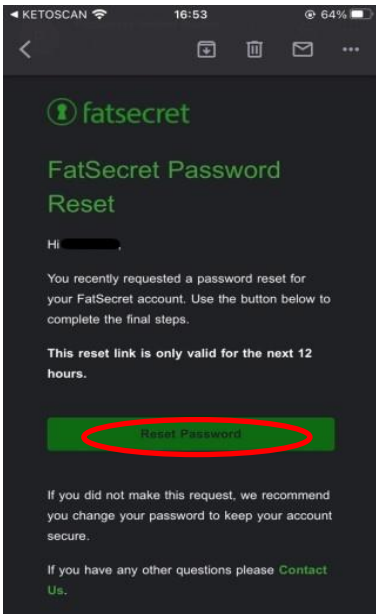 KETOSCAN 16:53 64%
fatsecret
FatSecret Password
Reset
Hi ,
You recently requested a password reset for
your FatSecret account. Use the button below to
complete the final steps.
This reset link is only valid for the next 12
hours.
Reset Password
If you did not make this request, we recommend
you change your password to keep your account
secure.
If you have any other questions please Contact
Us.